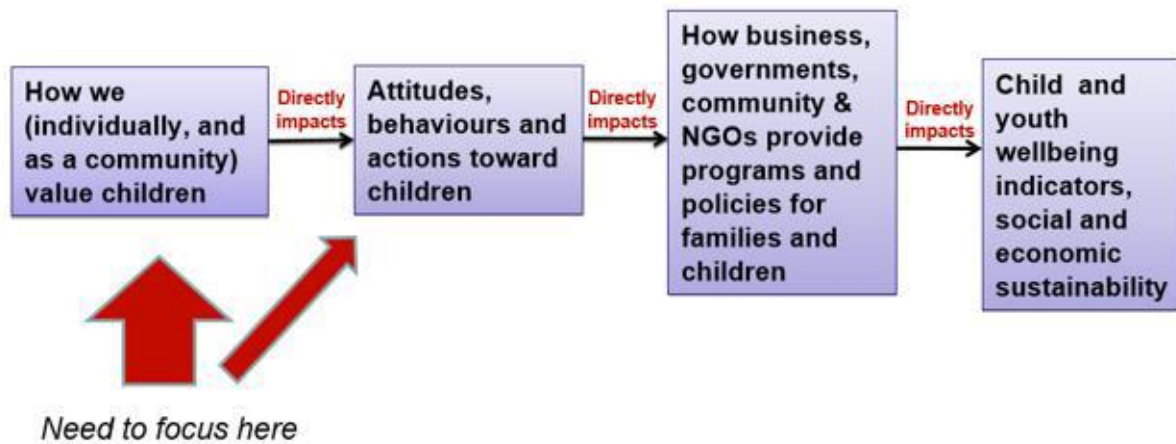 How we
(individually, and
as a community)
value children
Directly
impacts
Attitudes,
behaviours and
actions toward
children
Directly
impacts
How business,
governments,
community &
NGOs provide
programs and
policies for
families and
children
Directly
impacts
Child and
youth
wellbeing
indicators,
social and
economic
sustainability
Need to focus here